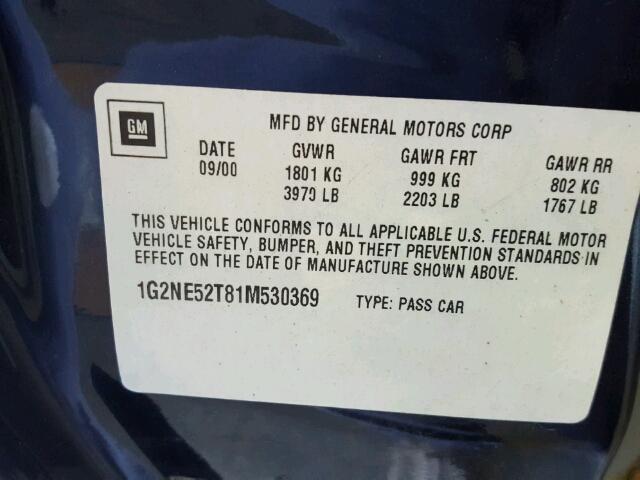 GM
MFD BY GENERAL MOTORS CORP
DATE GVWR GAWR FRT GAWR RR
09/00 1801 KG 999 KG 802 KG
3970 LB 2203 LB 1767 LB
THIS VEHICLE CONFORMS TO ALL APPLICABLE U.S. FEDERAL MOTOR
VEHICLE SAFETY, BUMPER, AND THEFT PREVENTION STANDARDS IN
EFFECT ON THE DATE OF MANUFACTURE SHOWN ABOVE.
1G2NE52T81M530369 TYPE: PASS CAR